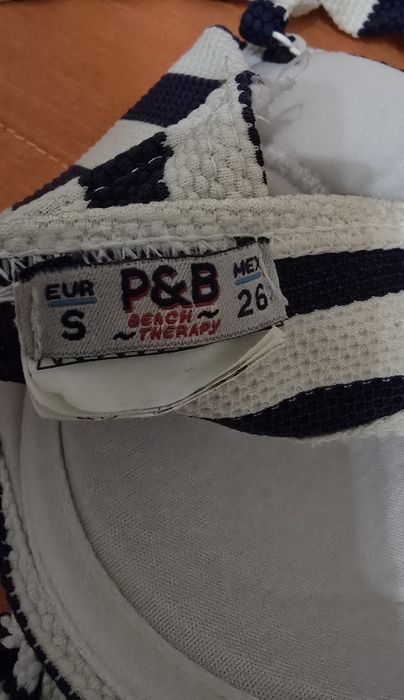 EUR
S
P&B
BEACH
~THERAPY~
MEX
26